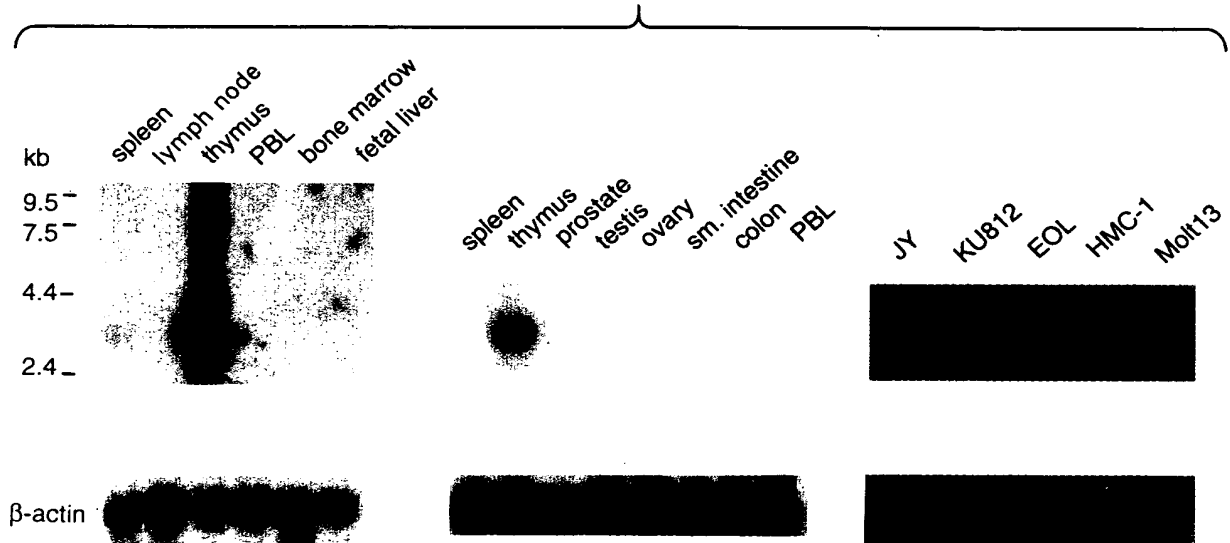 spleen
lymph node
thymus
PBL
bone marrow
fetal liver
kb
9.5
7.5
4.4
2.4
spleen
thymus
prostate
testis
ovary
sm. intestine
colon
PBL
JY
KU812
EOL
HMC-1
Molt13
β-actin